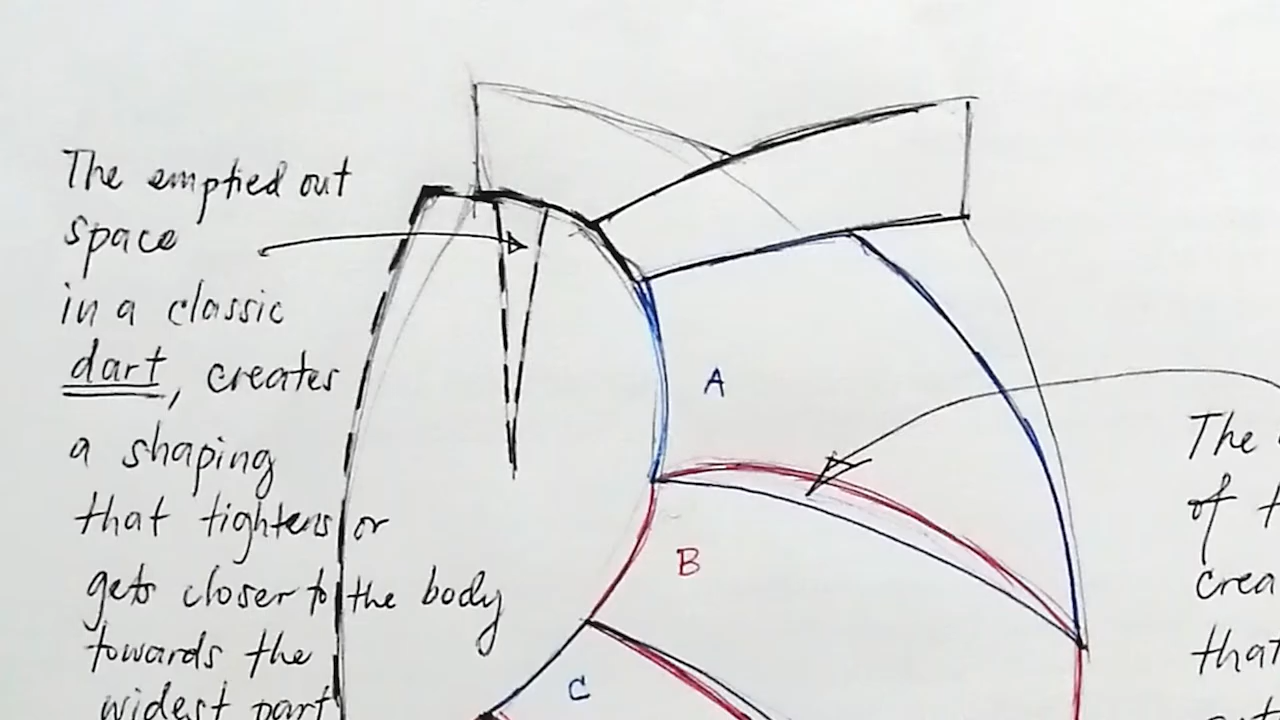 The emptied out
space
in a classic
dart, creates
a shaping
that tightens or
gets closer to the body
towards the
widest part
A
B
C
The
of
crea
that